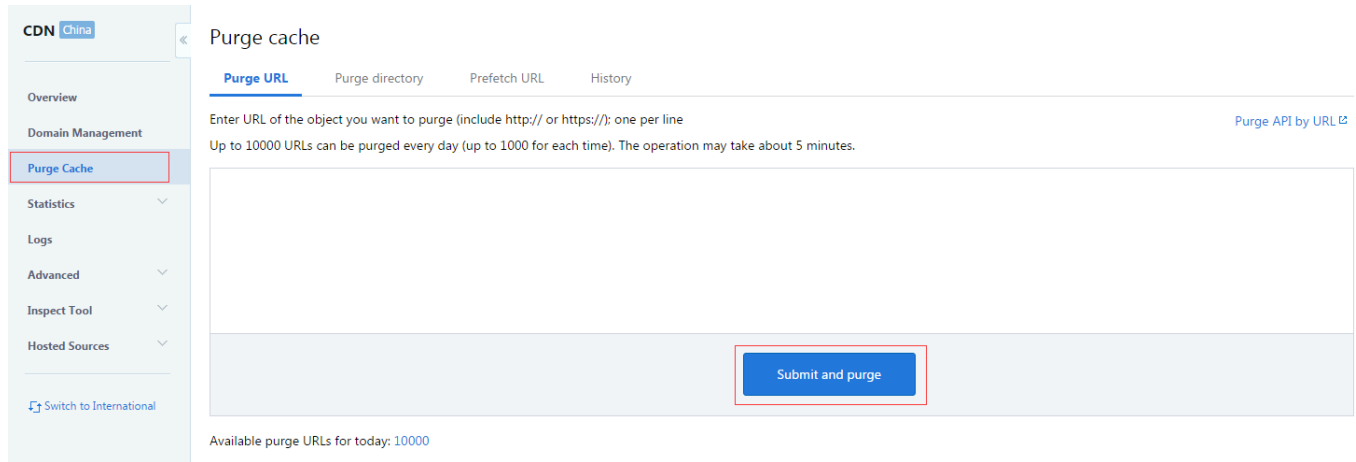 CDN China
Overview
Domain Management
Purge Cache
Statistics
Logs
Advanced
Inspect Tool
Hosted Sources
Switch to International
Purge cache
Purge URL Purge directory Prefetch URL History
Enter URL of the object you want to purge (include http:// or https://); one per line
Purge API by URL
Up to 10000 URLs can be purged every day (up to 1000 for each time). The operation may take about 5 minutes.
Submit and purge
Available purge URLs for today: 10000